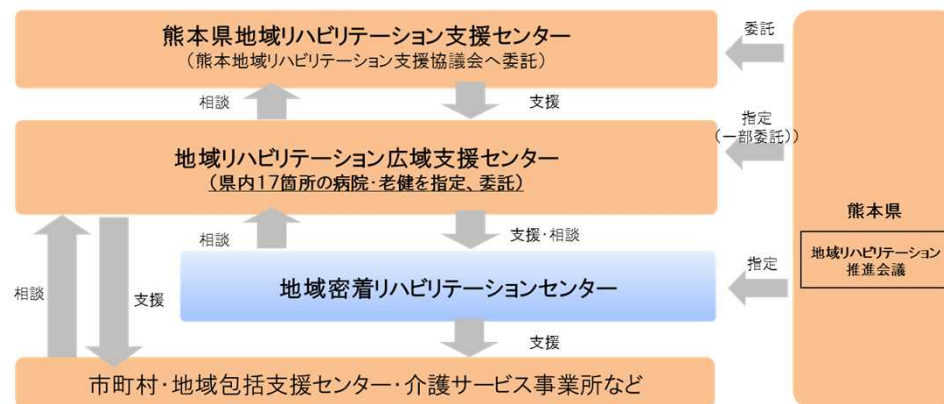 熊本県地域リハビリテーション支援センター
（熊本地域リハビリテーション支援協議会へ委託）
委託
相談
支援
指定
（一部委託））
地域リハビリテーション広域支援センター
（県内17箇所の病院・老健を指定、委託）
熊本県
地域リハビリテーション
推進会議
相談
支援・相談
地域密着リハビリテーションセンター
指定
相談
支援
支援
市町村・地域包括支援センター・介護サービス事業所など